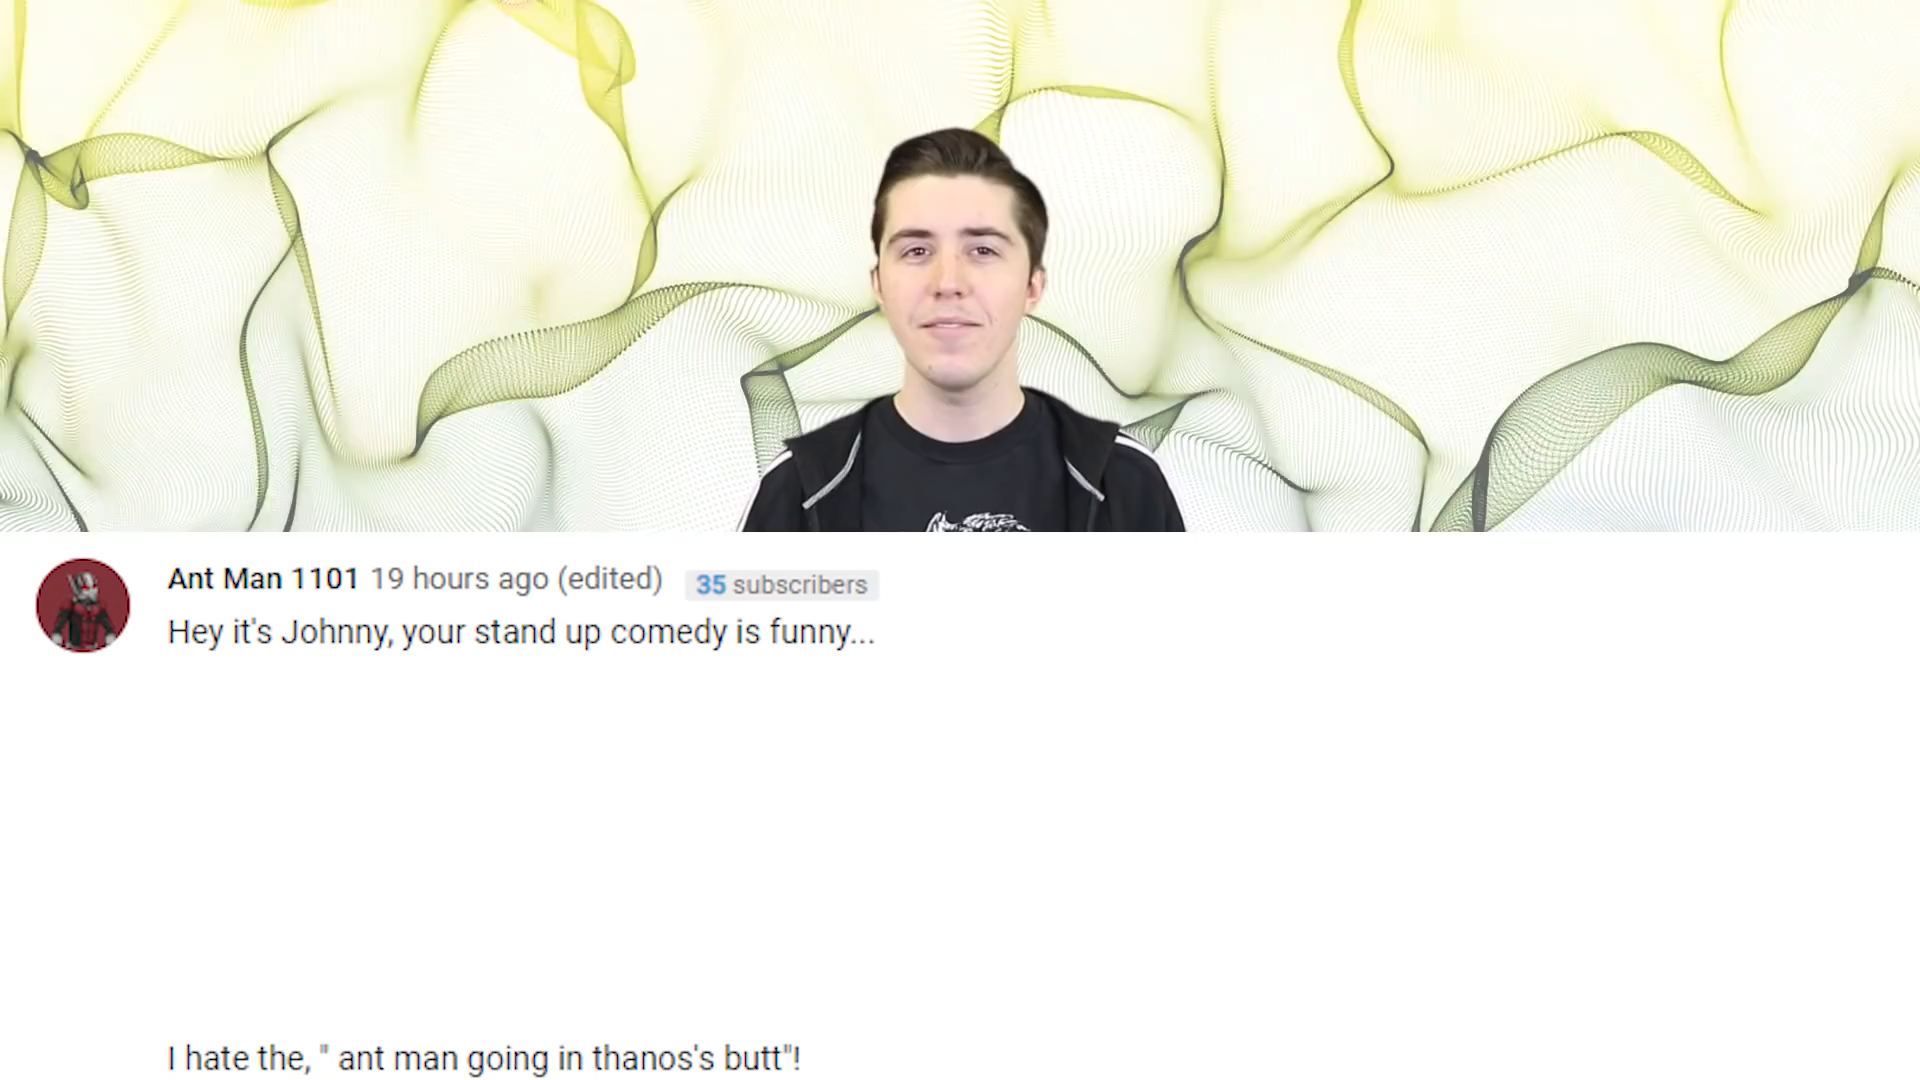 Ant Man 1101 19 hours ago (edited) 35 subscribers
Hey it's Johnny, your stand up comedy is funny...
I hate the, " ant man going in thanos's butt"!